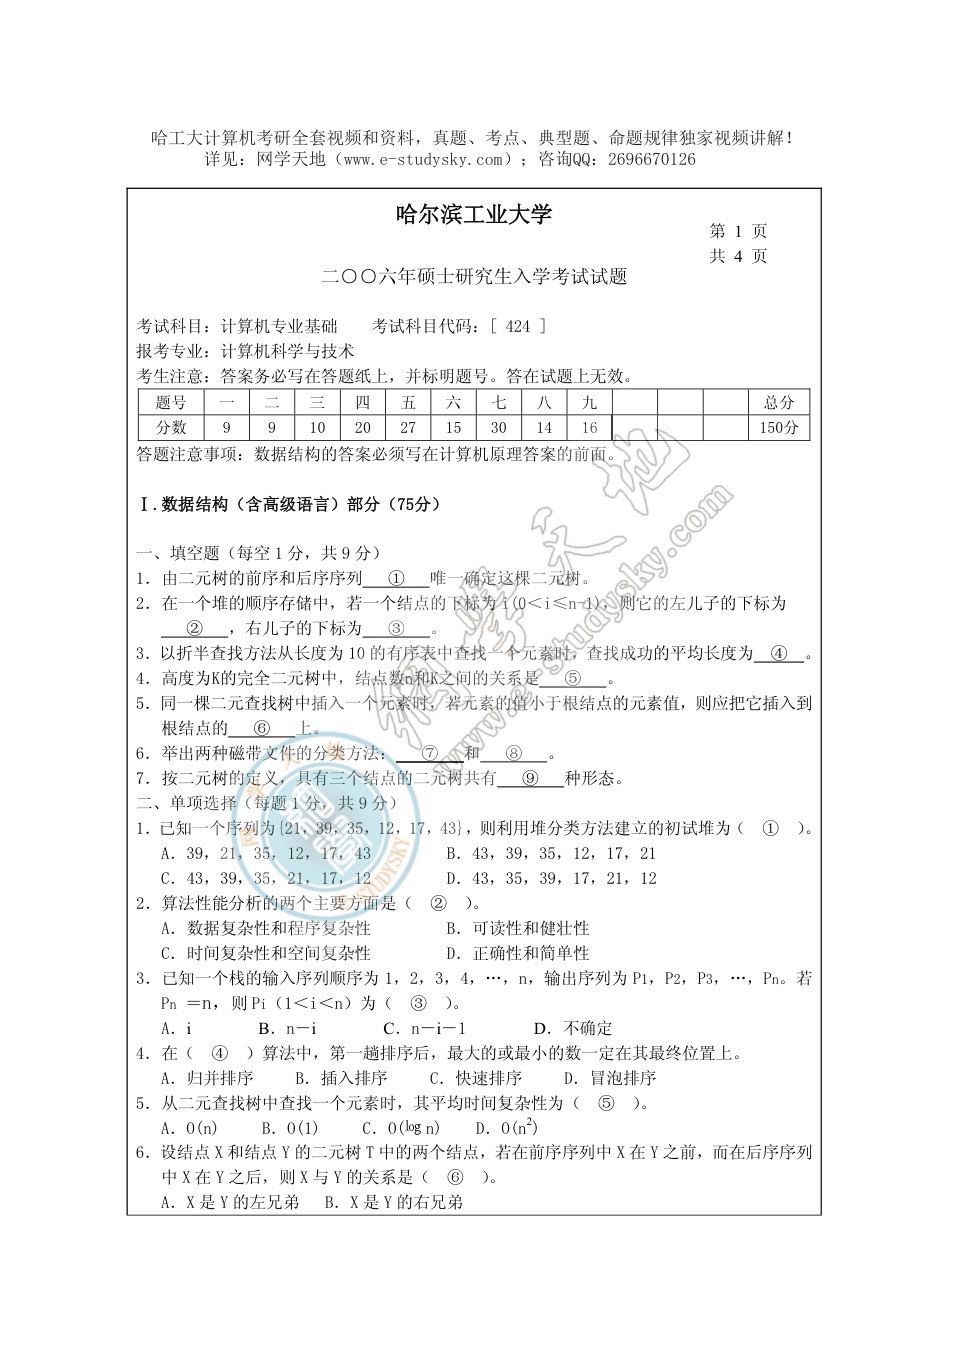 哈工大计算机考研全套视频和资料，真题、考点、典型题、命题规律独家视频讲解！
详见：网学天地（www.e-studysky.com）；咨询QQ：2696670126
哈尔滨工业大学
第 1 页
共 4 页
二〇〇六年硕士研究生入学考试试题
考试科目：计算机专业基础 考试科目代码：[ 424 ]
报考专业：计算机科学与技术
考生注意：答案务必写在答题纸上，并标明题号。答在试题上无效。
题号 一 二 三 四 五 六 七 八 九 总分
分数 9 9 10 20 27 15 30 14 16 150分
答题注意事项：数据结构的答案必须写在计算机原理答案的前面。
Ⅰ.数据结构（含高级语言）部分（75分）
一、填空题（每空 1 分，共 9 分）
1．由二元树的前序和后序序列 ① 唯一确定这棵二元树。
2．在一个堆的顺序存储中，若一个结点的下标为 i(0＜i≤n-1)，则它的左儿子的下标为
② ，右儿子的下标为 ③ 。
3．以折半查找方法从长度为 10 的有序表中查找一个元素时，查找成功的平均长度为 ④ 。
4．高度为K的完全二元树中，结点数n和K之间的关系是 ⑤ 。
5．同一棵二元查找树中插入一个元素时，若元素的值小于根结点的元素值，则应把它插入到
根结点的 ⑥ 上。
6．举出两种磁带文件的分类方法： ⑦ 和 ⑧ 。
7．按二元树的定义，具有三个结点的二元树共有 ⑨ 种形态。
二、单项选择（每题 1 分，共 9 分）
1．已知一个序列为{21，39，35，12，17，43}，则利用堆分类方法建立的初试堆为（ ① ）。
A．39，21，35，12，17，43 B．43，39，35，12，17，21
C．43，39，35，21，17，12 D．43，35，39，17，21，12
2．算法性能分析的两个主要方面是（ ② ）。
A．数据复杂性和程序复杂性 B．可读性和健壮性
C．时间复杂性和空间复杂性 D．正确性和简单性
3．已知一个栈的输入序列顺序为 1，2，3，4，…，n，输出序列为 P1，P2，P3，…，Pn。若
Pn ＝n，则 Pi（1＜i＜n）为（ ③ ）。
A．i B．n－i C．n－i－1 D．不确定
4．在（ ④ ）算法中，第一趟排序后，最大的或最小的数一定在其最终位置上。
A．归并排序 B．插入排序 C．快速排序 D．冒泡排序
5．从二元查找树中查找一个元素时，其平均时间复杂性为（ ⑤ ）。
A．O(n) B．O(1) C．O(log n) D．O(n²)
6．设结点 X 和结点 Y 的二元树 T 中的两个结点，若在前序序列中 X 在 Y 之前，而在后序序列
中 X 在 Y 之后，则 X 与 Y 的关系是（ ⑥ ）。
A．X 是 Y 的左兄弟 B．X 是 Y 的右兄弟
网学天地
www.e-studysky.com